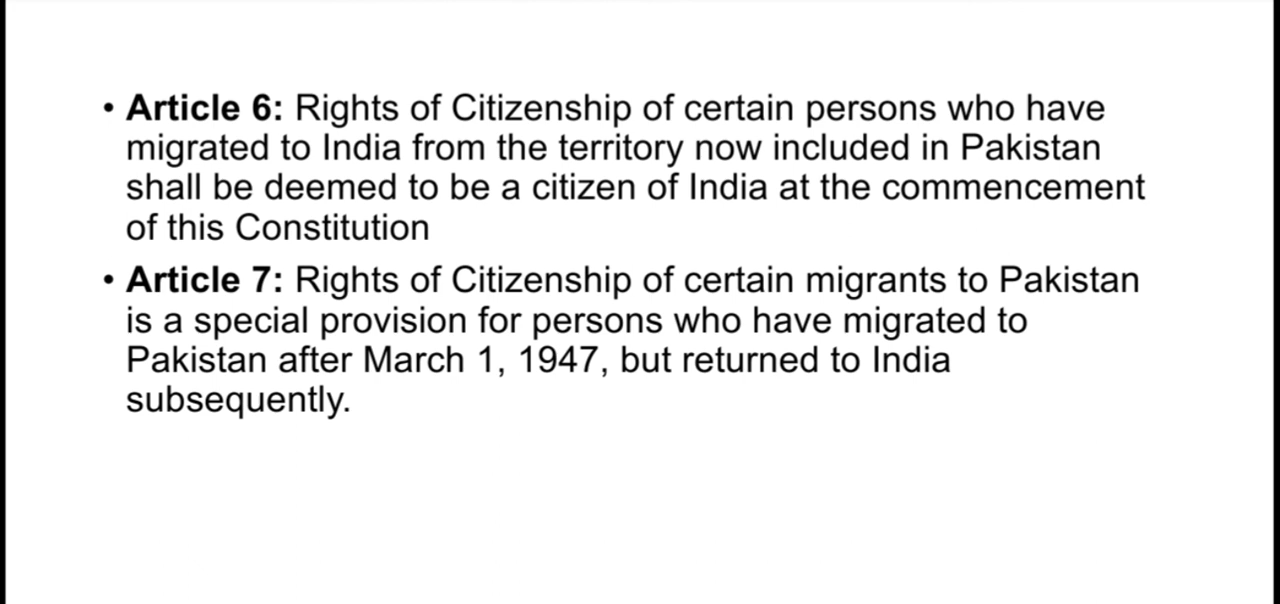 • Article 6: Rights of Citizenship of certain persons who have
migrated to India from the territory now included in Pakistan
shall be deemed to be a citizen of India at the commencement
of this Constitution
• Article 7: Rights of Citizenship of certain migrants to Pakistan
is a special provision for persons who have migrated to
Pakistan after March 1, 1947, but returned to India
subsequently.